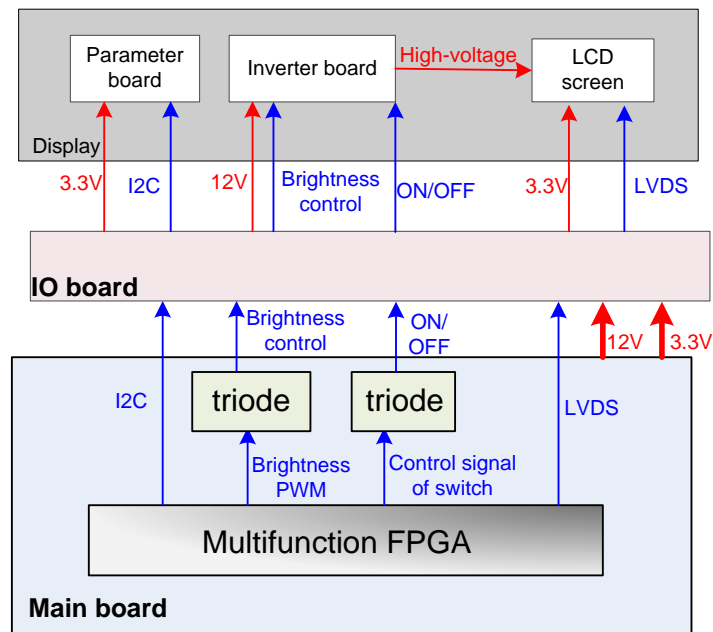 Parameter
board
Inverter board
High-voltage
LCD
screen
Display
3.3V
I2C
12V
Brightness
control
ON/OFF
3.3V
LVDS
IO board
Brightness
control
ON/
OFF
12V
3.3V
I2C
triode
triode
LVDS
Brightness
PWM
Control signal
of switch
Multifunction FPGA
Main board